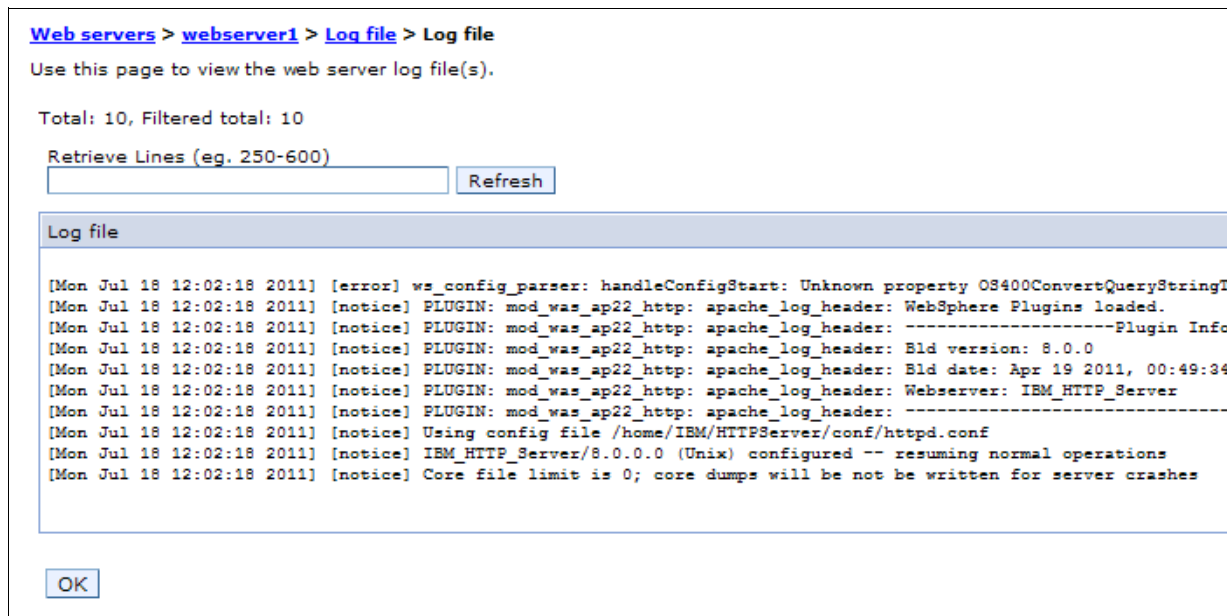 Web servers > webserver1 > Log file > Log file
Use this page to view the web server log file(s).
Total: 10, Filtered total: 10
Retrieve Lines (eg. 250-600)
Refresh
Log file
[Mon Jul 18 12:02:18 2011] [error] ws_config_parser: handleConfigStart: Unknown property OS400ConvertQueryStringT
[Mon Jul 18 12:02:18 2011] [notice] PLUGIN: mod_was_ap22_http: apache_log_header: WebSphere Plugins loaded.
[Mon Jul 18 12:02:18 2011] [notice] PLUGIN: mod_was_ap22_http: apache_log_header: --------------------Plugin Info
[Mon Jul 18 12:02:18 2011] [notice] PLUGIN: mod_was_ap22_http: apache_log_header: Bld version: 8.0.0
[Mon Jul 18 12:02:18 2011] [notice] PLUGIN: mod_was_ap22_http: apache_log_header: Bld date: Apr 19 2011, 00:49:34
[Mon Jul 18 12:02:18 2011] [notice] PLUGIN: mod_was_ap22_http: apache_log_header: Webserver: IBM_HTTP_Server
[Mon Jul 18 12:02:18 2011] [notice] PLUGIN: mod_was_ap22_http: apache_log_header: -------------------------------
[Mon Jul 18 12:02:18 2011] [notice] Using config file /home/IBM/HTTPServer/conf/httpd.conf
[Mon Jul 18 12:02:18 2011] [notice] IBM_HTTP_Server/8.0.0.0 (Unix) configured -- resuming normal operations
[Mon Jul 18 12:02:18 2011] [notice] Core file limit is 0; core dumps will be not be written for server crashes
OK